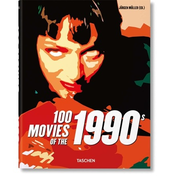 JÜRGEN MÜLLER (ED.)
100
MOVIES
OF THE
1990s
TASCHEN